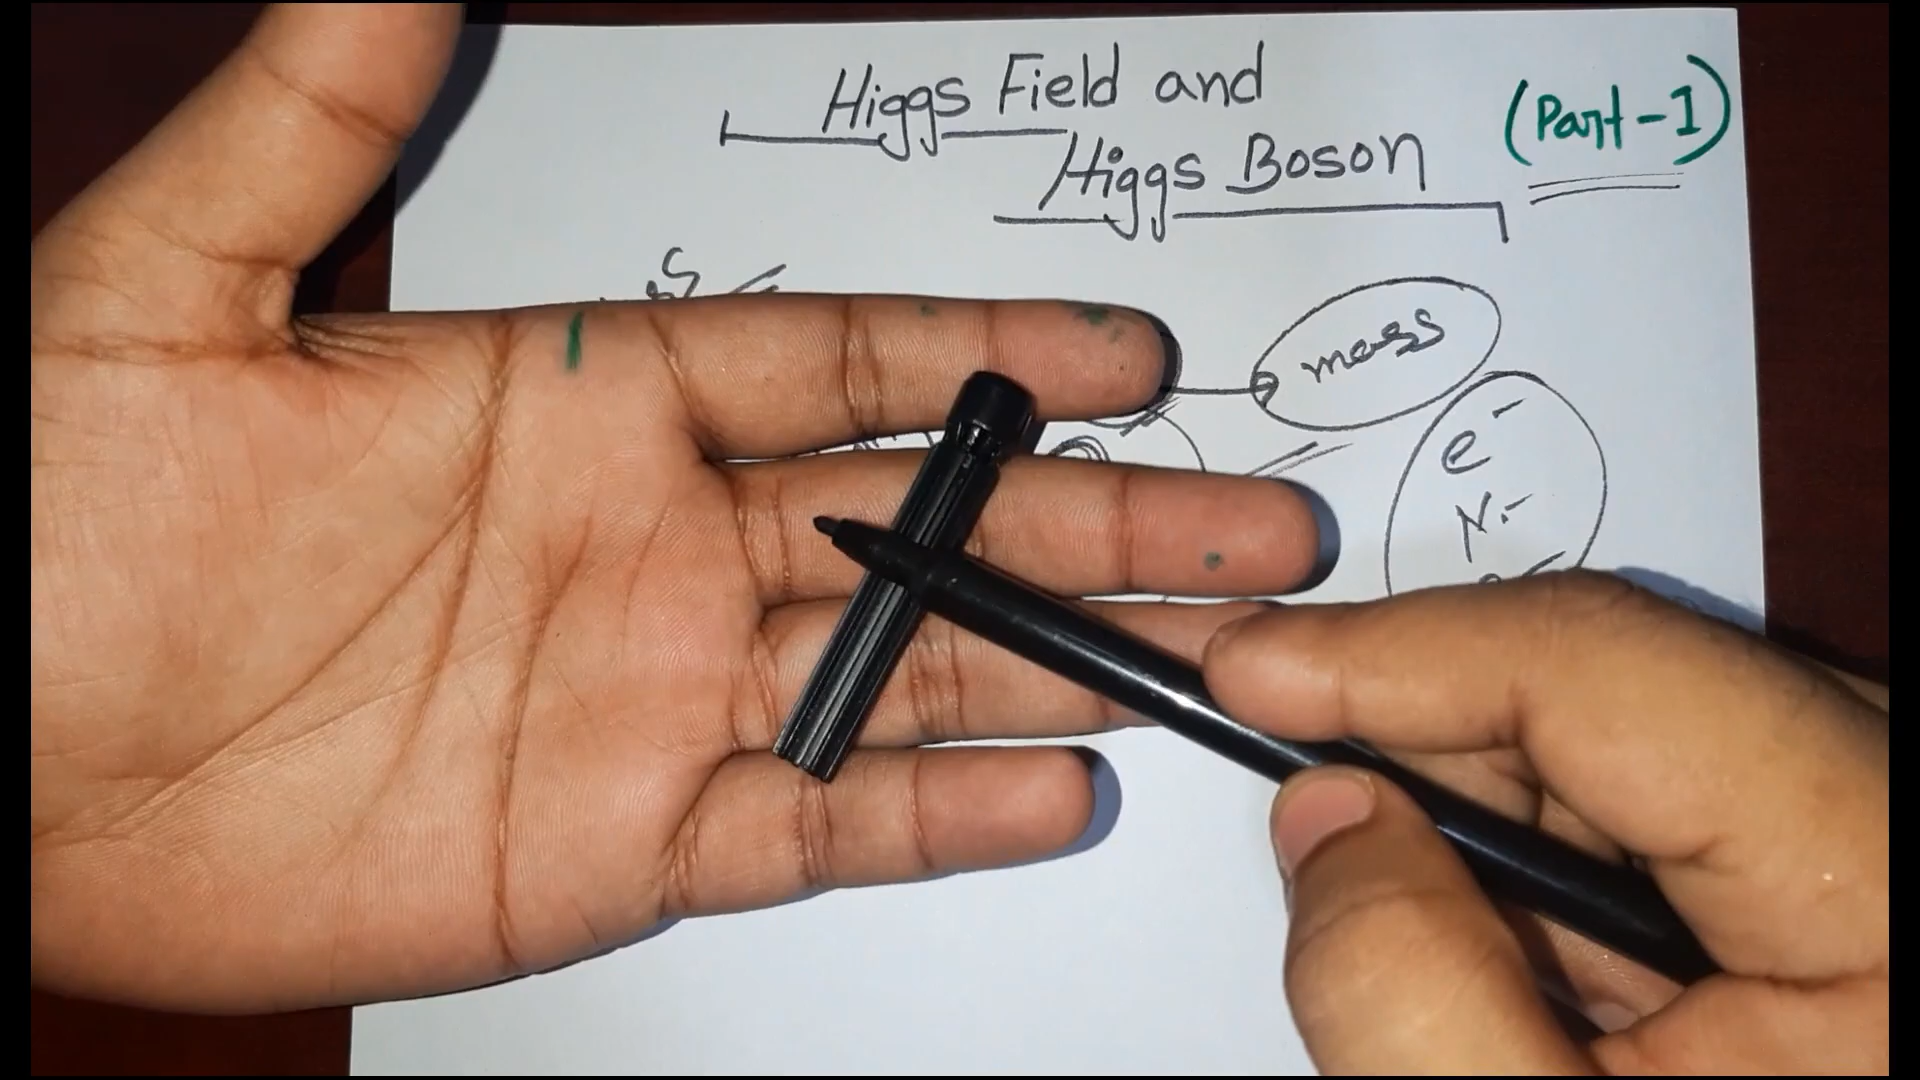 Higgs Field and
Higgs Boson
(Part-1)
mass
e-